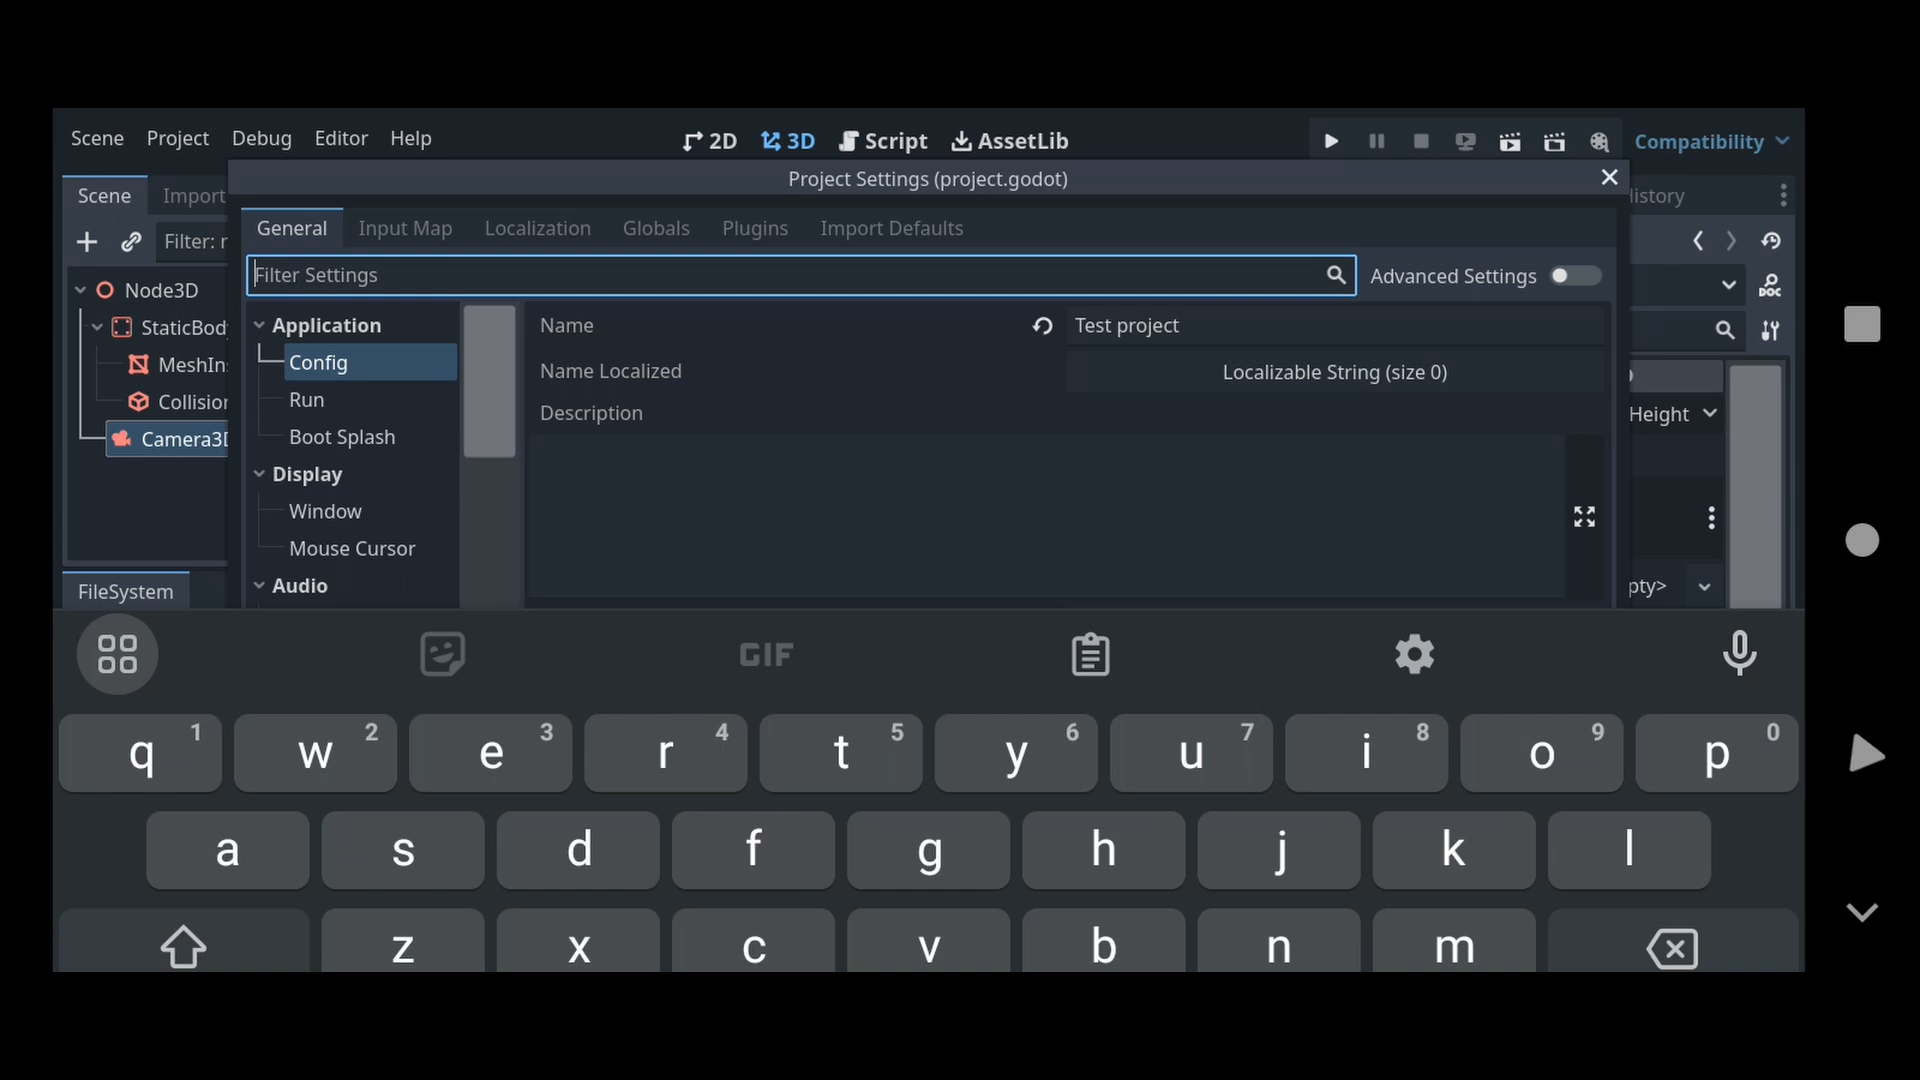 Scene Project Debug Editor Help 2D 3D Script AssetLib Compatibility
Project Settings (project.godot)
Scene Import
General Input Map Localization Globals Plugins Import Defaults
Filter: r
Filter Settings Advanced Settings
Node3D
StaticBod
MeshIns
Collision
Camera3D
FileSystem
Application
Config
Run
Boot Splash
Display
Window
Mouse Cursor
Audio
Name Test project
Name Localized Localizable String (size 0)
Description
istory
Height
pty>
GIF
q 1 w 2 e 3 r 4 t 5 y 6 u 7 i 8 o 9 p 0
a s d f g h j k l
z x c v b n m